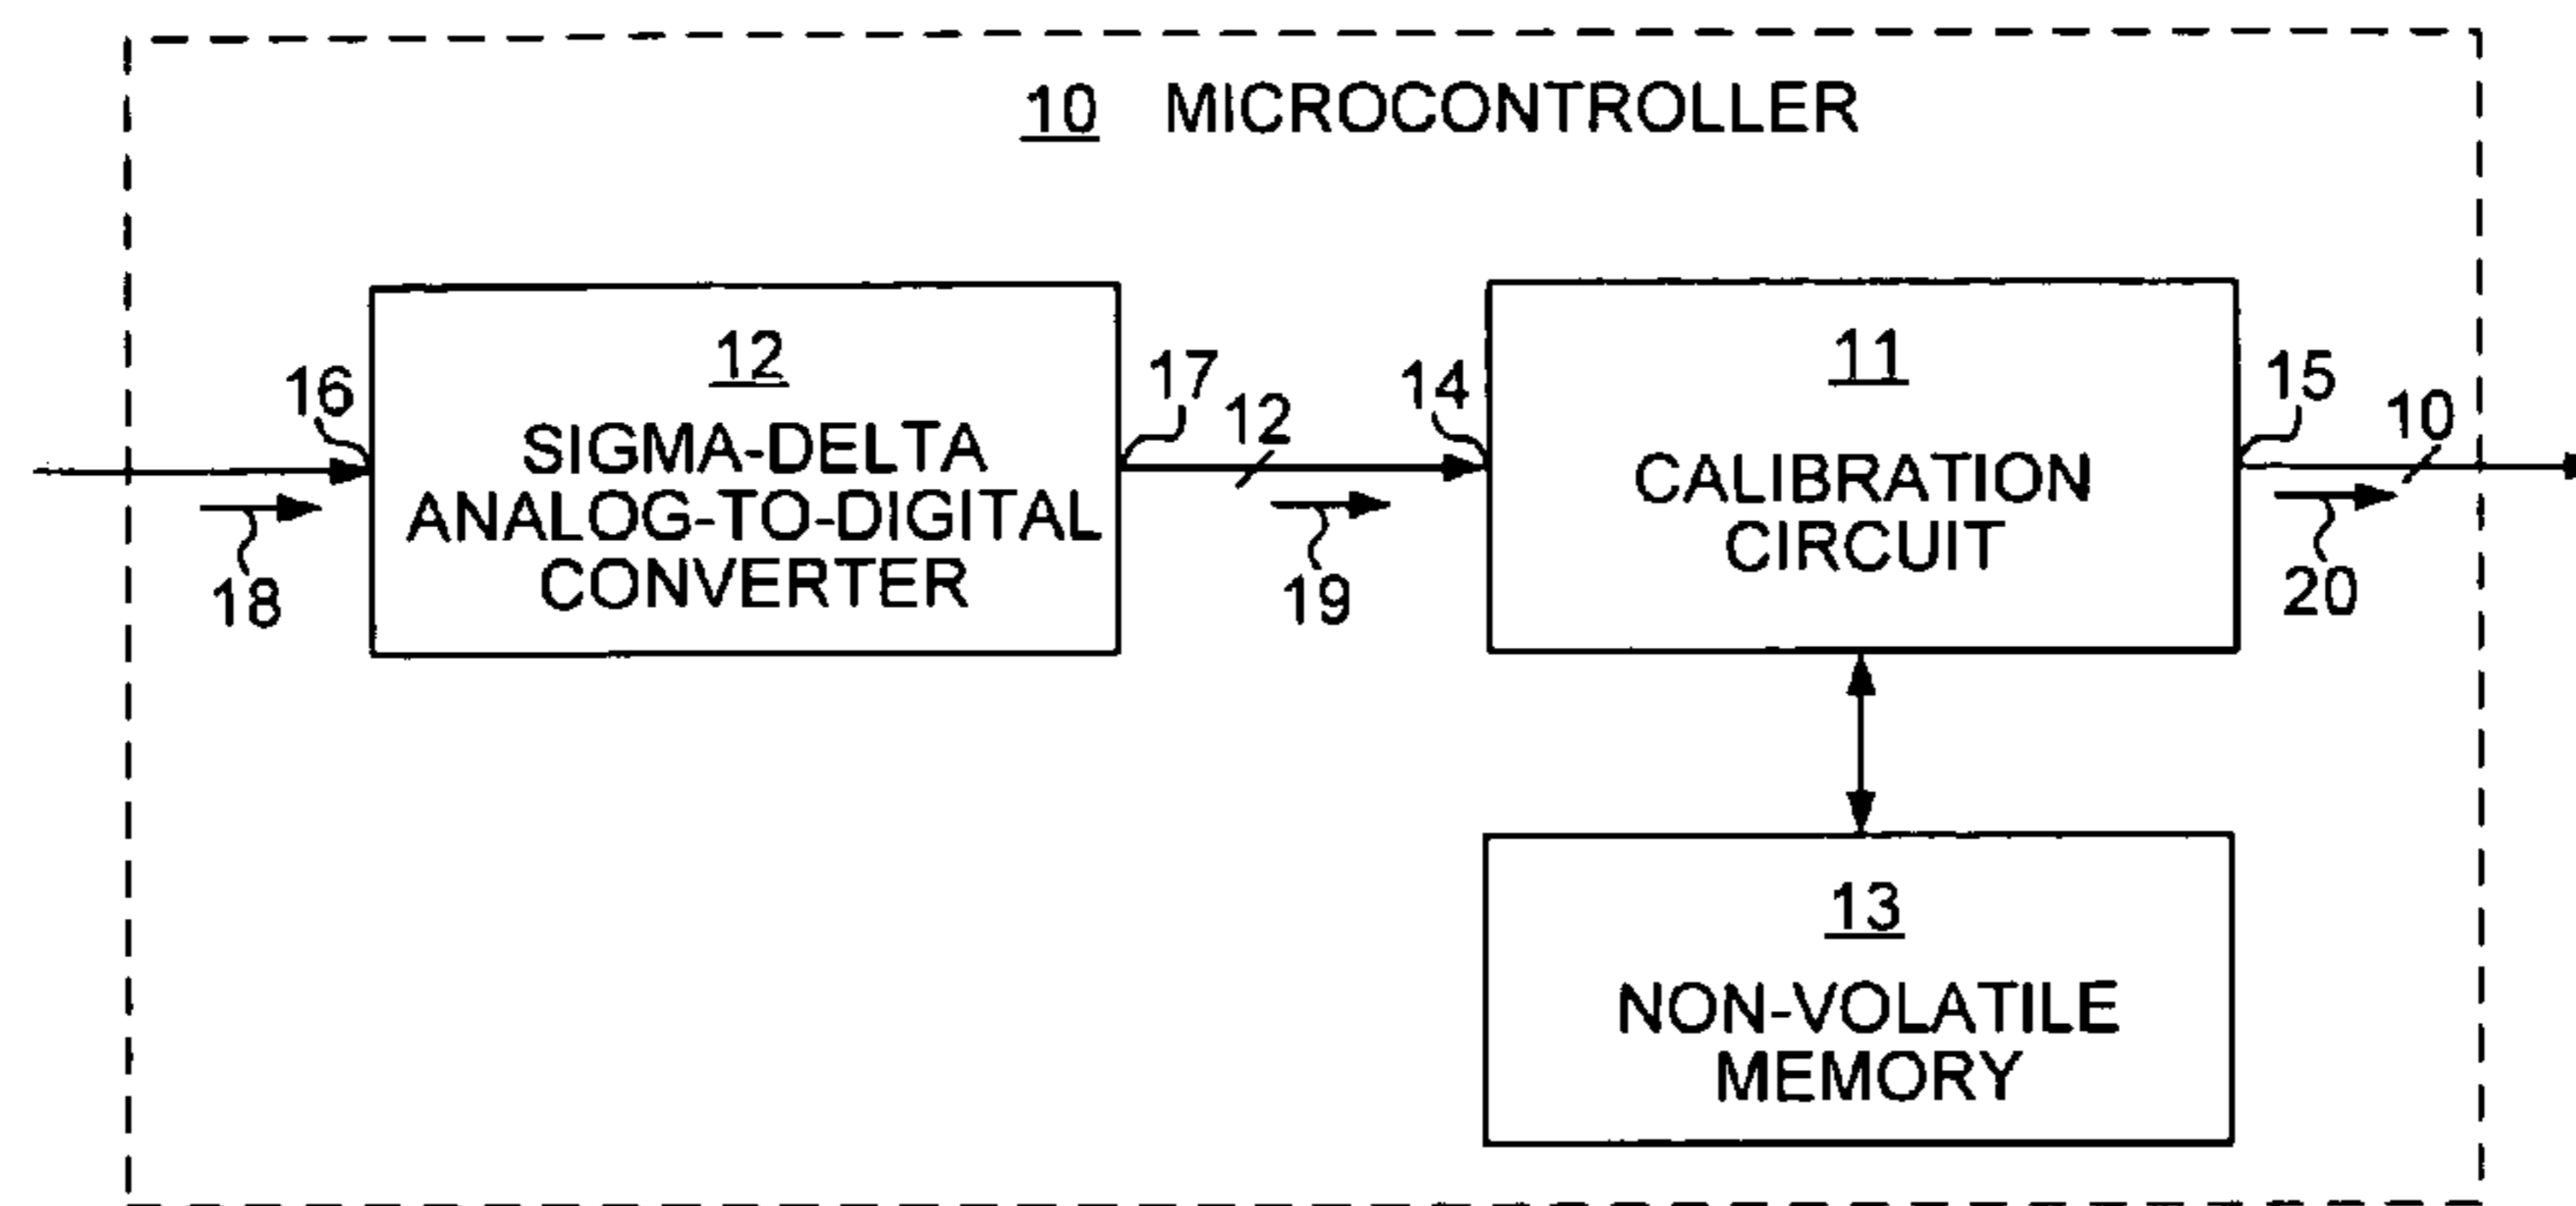 10 MICROCONTROLLER
16
12
SIGMA-DELTA
ANALOG-TO-DIGITAL
CONVERTER
17
12
14
11
CALIBRATION
CIRCUIT
15
10
18
19
20
13
NON-VOLATILE
MEMORY